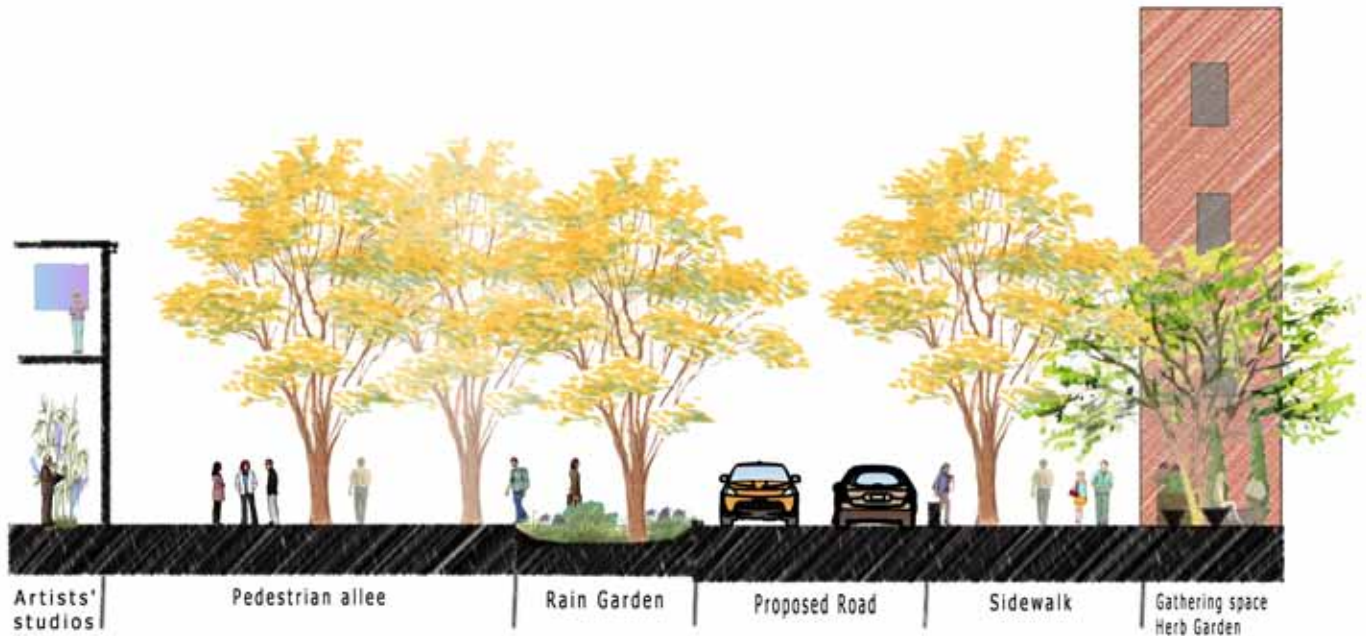 Artists'
studios
Pedestrian allee
Rain Garden
Proposed Road
Sidewalk
Gathering space
Herb Garden